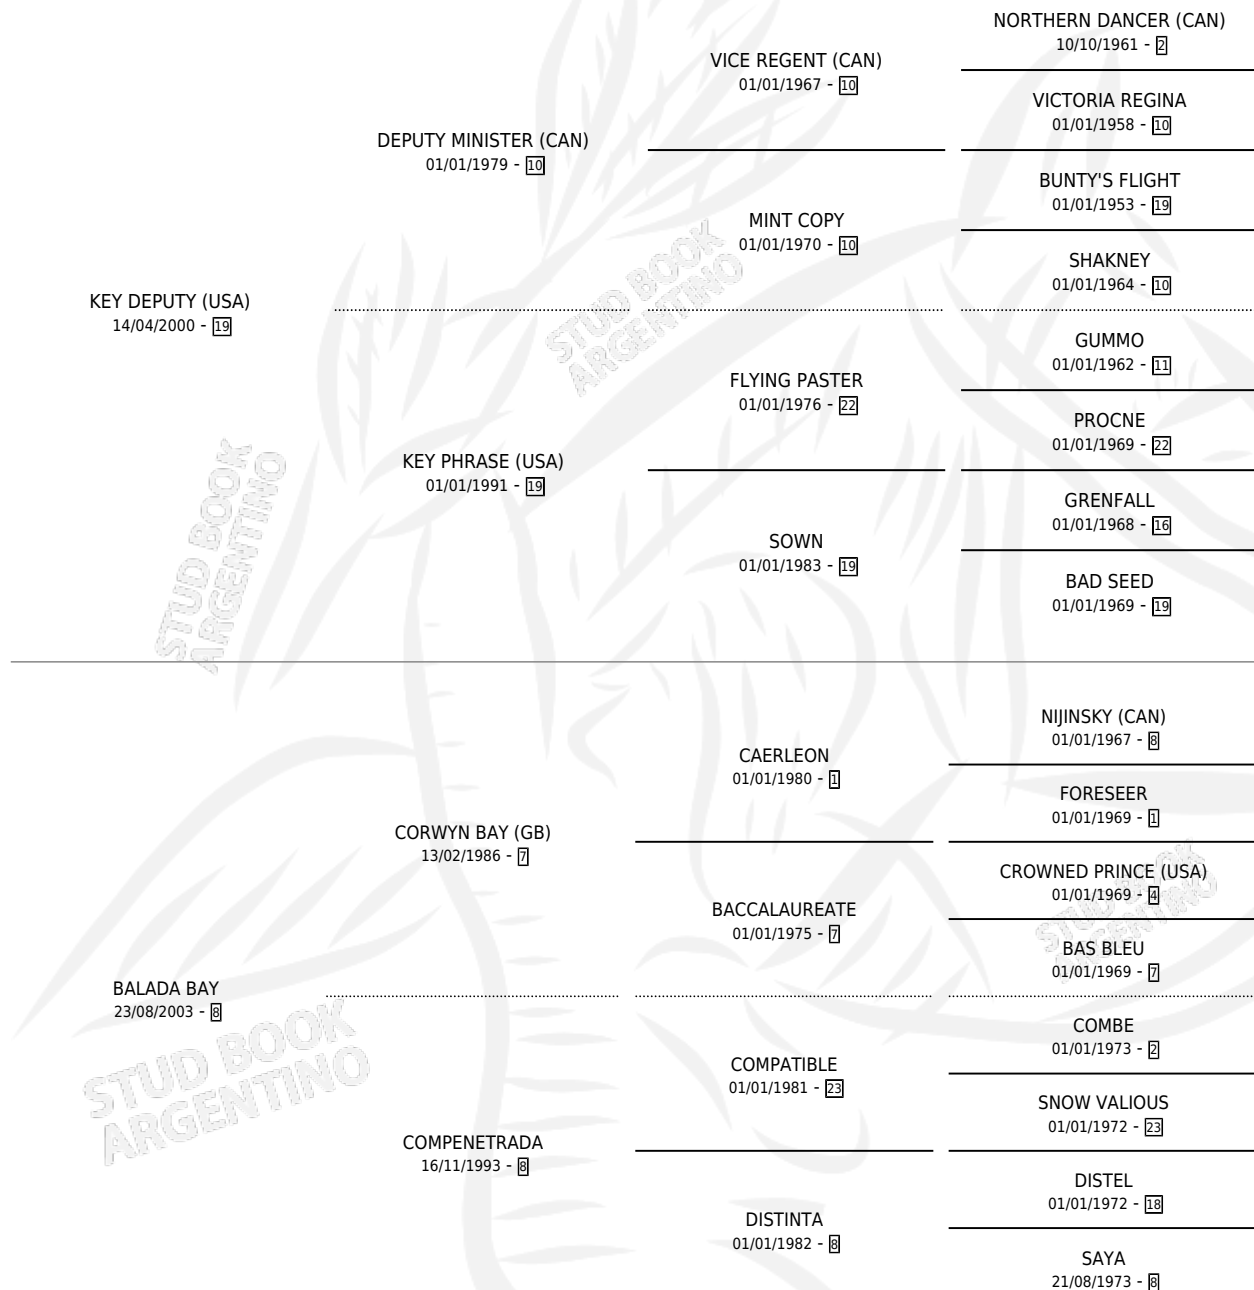 NORTHERN DANCER (CAN)
10/10/1961 - 2
VICE REGENT (CAN)
01/01/1967 - 10
VICTORIA REGINA
01/01/1958 - 10
DEPUTY MINISTER (CAN)
01/01/1979 - 10
BUNTY'S FLIGHT
01/01/1953 - 19
MINT COPY
01/01/1970 - 10
SHAKNEY
01/01/1964 - 10
KEY DEPUTY (USA)
14/04/2000 - 19
GUMMO
01/01/1962 - 11
FLYING PASTER
01/01/1976 - 22
PROCNE
01/01/1969 - 22
KEY PHRASE (USA)
01/01/1991 - 19
GRENFALL
01/01/1968 - 16
SOWN
01/01/1983 - 19
BAD SEED
01/01/1969 - 19
STUD BOOK
ARGENTINO
STUD BOOK
ARGENTINO
NIJINSKY (CAN)
01/01/1967 - 8
CAERLEON
01/01/1980 - 1
FORESEER
01/01/1969 - 1
CORWYN BAY (GB)
13/02/1986 - 7
CROWNED PRINCE (USA)
01/01/1969 - 4
BACCALAUREATE
01/01/1975 - 7
BAS BLEU
01/01/1969 - 7
STUD BOOK
ARGENTINO
BALADA BAY
23/08/2003 - 8
COMBE
01/01/1973 - 2
COMPATIBLE
01/01/1981 - 23
SNOW VALIOUS
01/01/1972 - 23
COMPENETRADA
16/11/1993 - 8
DISTEL
01/01/1972 - 18
DISTINTA
01/01/1982 - 8
SAYA
21/08/1973 - 8
STUD BOOK
ARGENTINO